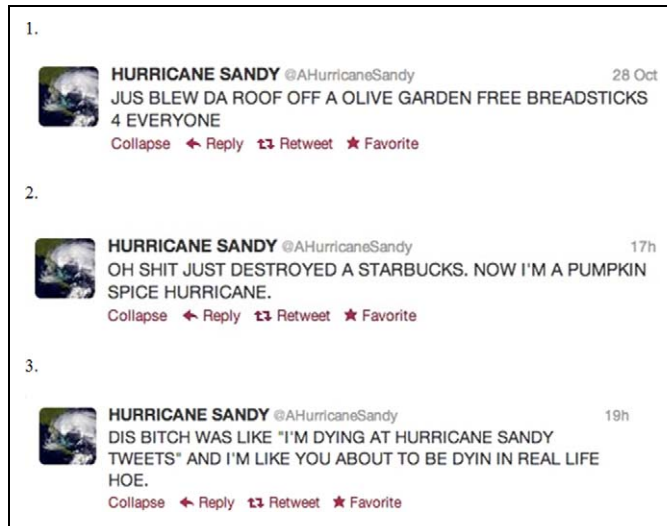 1.
HURRICANE SANDY @AHurricaneSandy 28 Oct
JUS BLEW DA ROOF OFF A OLIVE GARDEN FREE BREADSTICKS
4 EVERYONE
Collapse Reply Retweet Favorite
2.
HURRICANE SANDY @AHurricaneSandy 17h
OH SHIT JUST DESTROYED A STARBUCKS. NOW I'M A PUMPKIN
SPICE HURRICANE.
Collapse Reply Retweet Favorite
3.
HURRICANE SANDY @AHurricaneSandy 19h
DIS BITCH WAS LIKE "I'M DYING AT HURRICANE SANDY
TWEETS" AND I'M LIKE YOU ABOUT TO BE DYIN IN REAL LIFE
HOE.
Collapse Reply Retweet Favorite